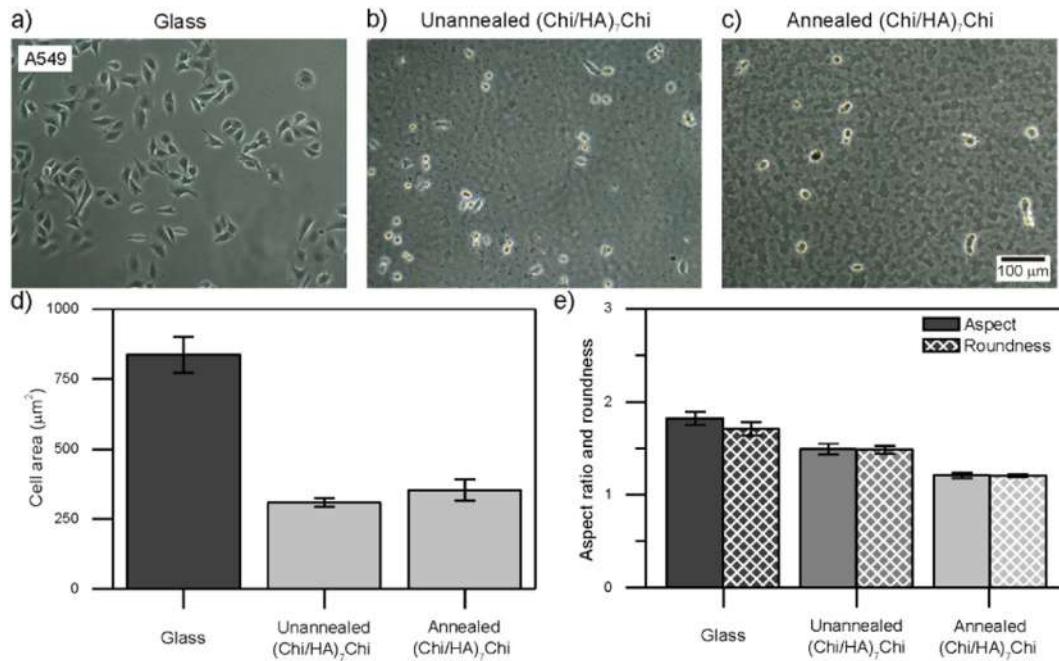 a) Glass
b) Unannealed (Chi/HA)₇Chi
c) Annealed (Chi/HA)₇Chi
A549
100 μm
d)
1000
750
500
250
0
Cell area (μm²)
Glass
Unannealed
(Chi/HA)₇Chi
Annealed
(Chi/HA)₇Chi
e)
3
2
1
0
Aspect ratio and roundness
Aspect
Roundness
Glass
Unannealed
(Chi/HA)₇Chi
Annealed
(Chi/HA)₇Chi